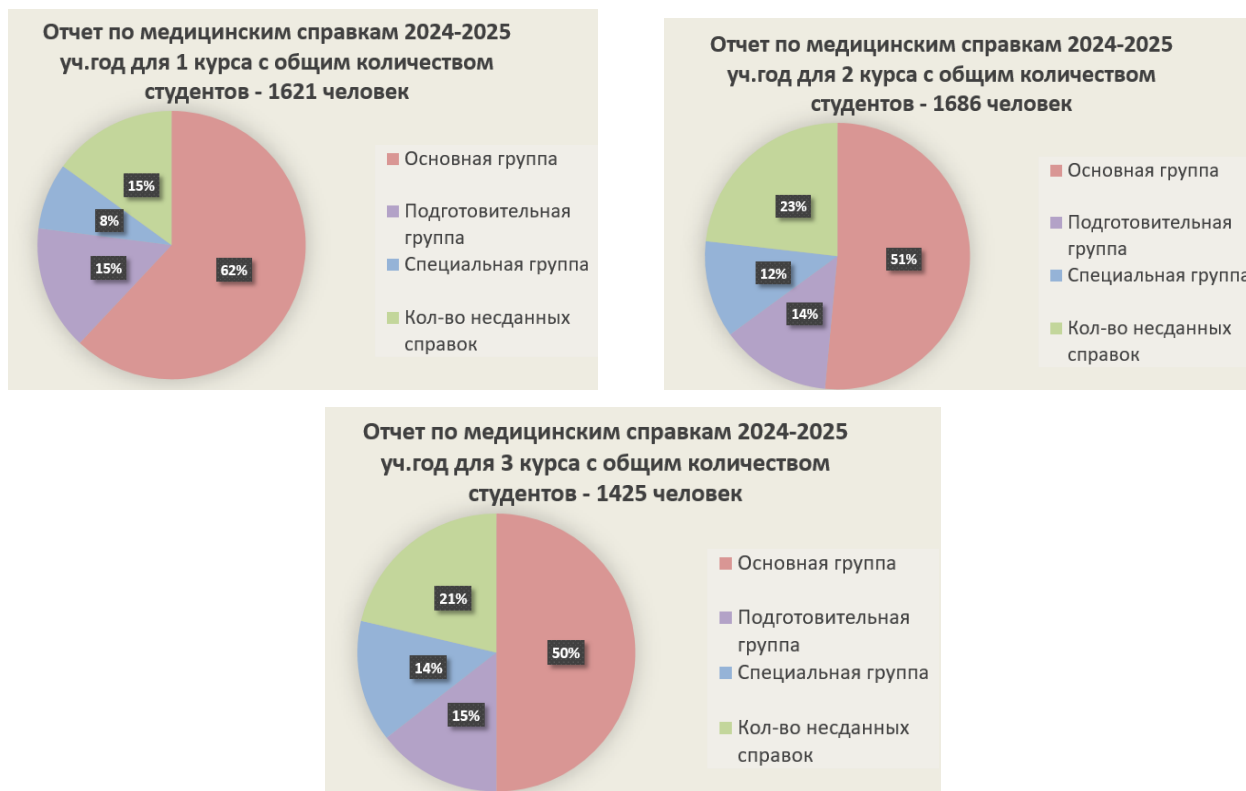 Отчет по медицинским справкам 2024-2025
уч.год для 1 курса с общим количеством
студентов - 1621 человек
15%
8%
15%
62%
Основная группа
Подготовительная
группа
Специальная группа
Кол-во несданных
справок
Отчет по медицинским справкам 2024-2025
уч.год для 2 курса с общим количеством
студентов - 1686 человек
23%
12%
14%
51%
Основная группа
Подготовительная
группа
Специальная группа
Кол-во несданных
справок
Отчет по медицинским справкам 2024-2025
уч.год для 3 курса с общим количеством
студентов - 1425 человек
21%
14%
15%
50%
Основная группа
Подготовительная
группа
Специальная группа
Кол-во несданных
справок